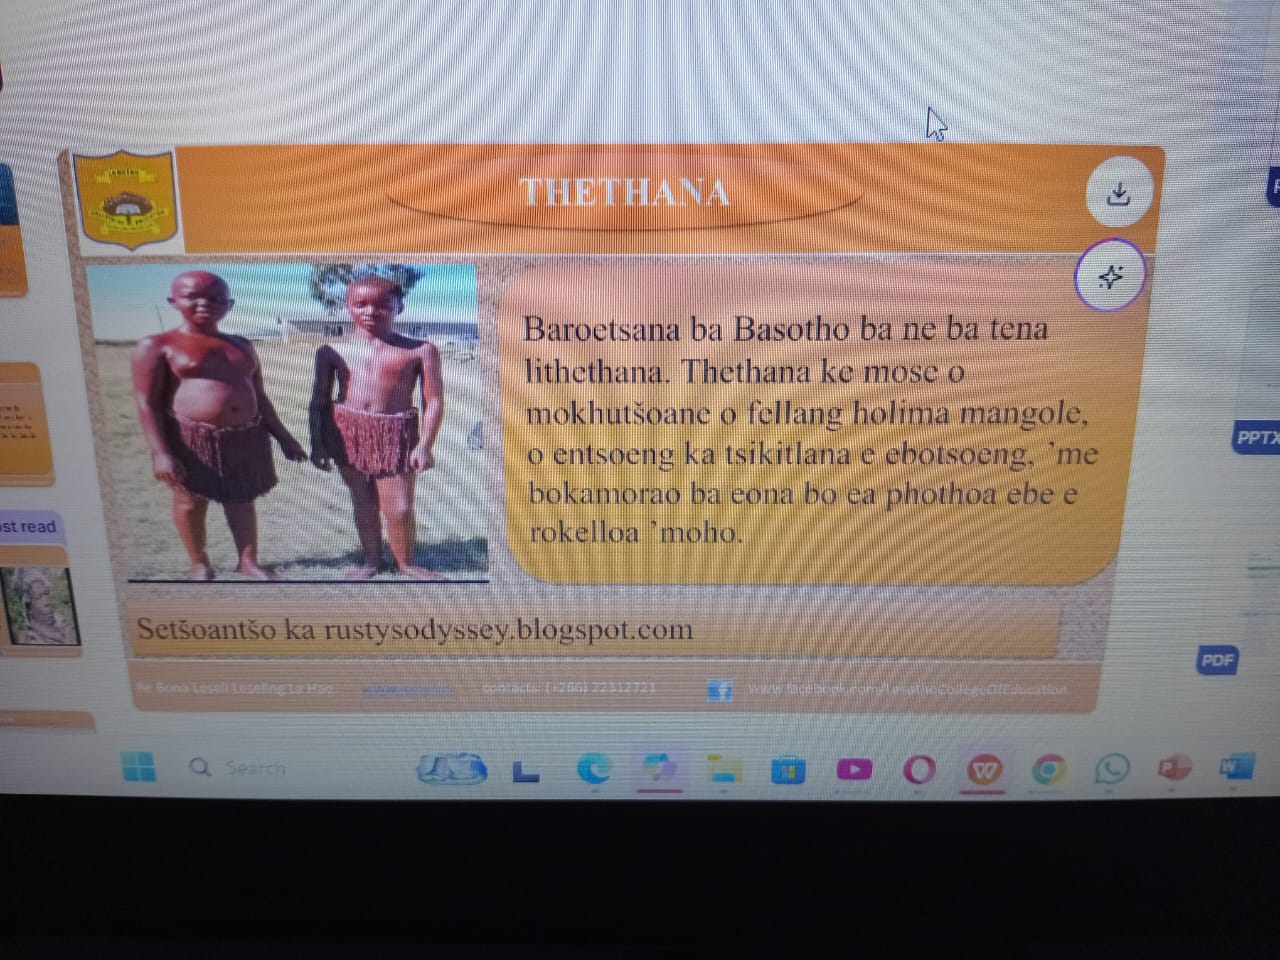 THETHANA
Baroetsana ba Basotho ba ne ba tena
lithethana. Thethana ke mose o
mokhutšoane o fellang holima mangole,
o entsoeng ka tsikitlana e ebotsoeng, ’me
bokamorao ba eona bo ea phothoa ebe e
rokelloa ’moho.
Setšoantšo ka rustysodyssey.blogspot.com
Re Bona Leseli Leseling La Hao
contacts: (+266) 22312721
www.facebook.com/LesothoCollegeOfEducation
ost read
PPTX
PDF
Search